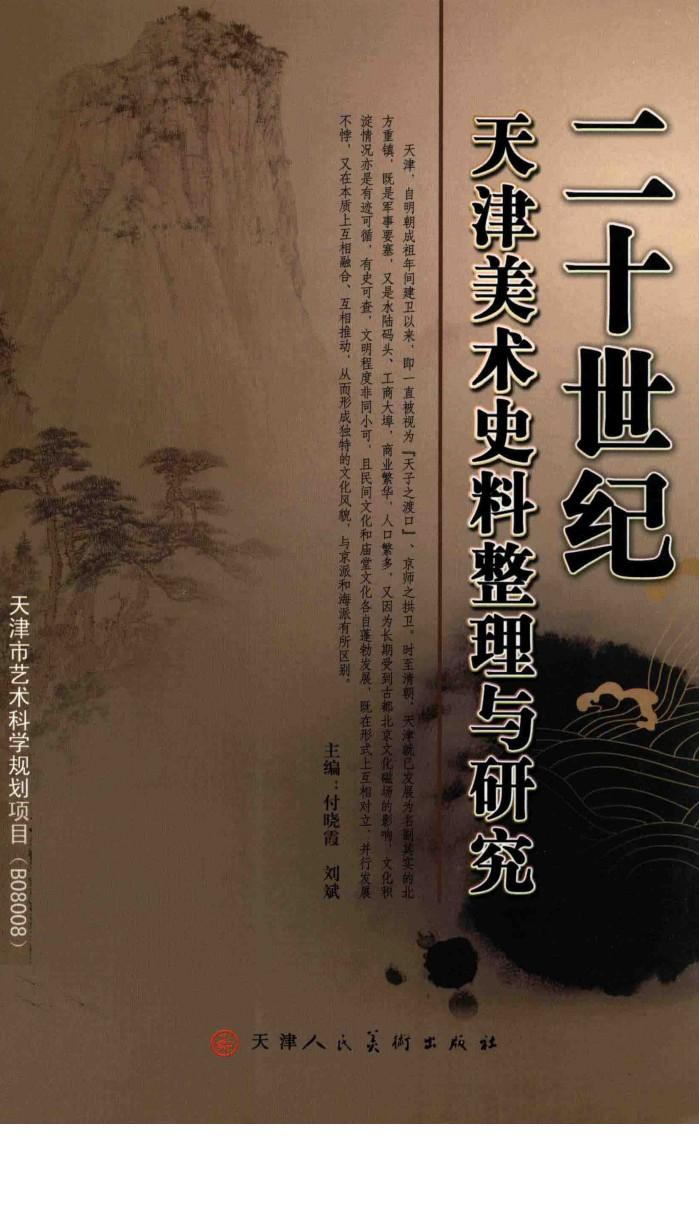 二十世纪
天津美术史料整理与研究
天津，自明朝成祖年间建卫以来，即一直被视为『天子之渡口』、京师之拱卫。时至清朝，天津就已发展为名副其实的北
方重镇，既是军事要塞，又是水陆码头、工商大埠，商业繁华，人口繁多，又因为长期受到古都北京文化磁场的影响，文化积
淀情况亦是有迹可循，有史可查，文明程度非同小可，且民间文化和庙堂文化各自蓬勃发展，既在形式上互相对立，并行发展
不悖，又在本质上互相融合、互相推动，从而形成独特的文化风貌，与京派和海派有所区别。
主编：付晓霞 刘斌
天津市艺术科学规划项目（B08008）
天津人民美術出版社